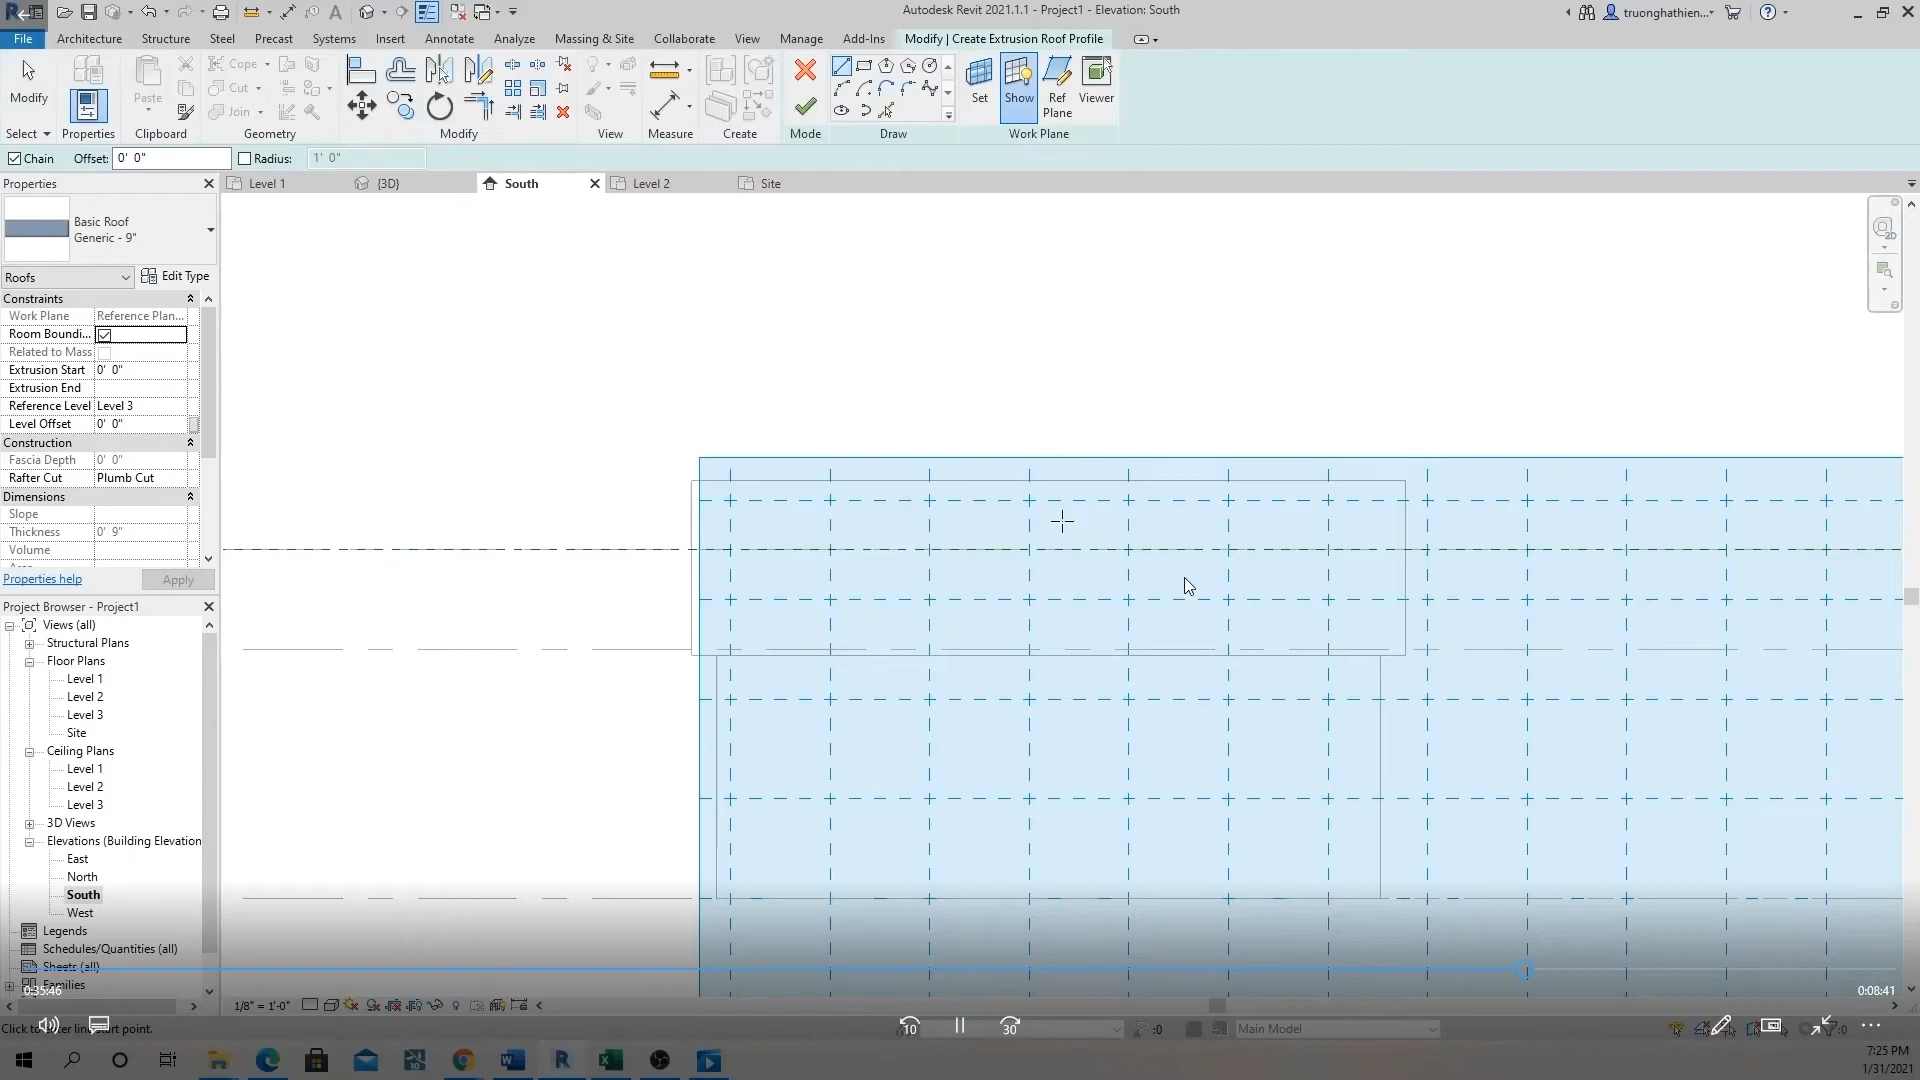 Autodesk Revit 2021.1.1 - Project1 - Elevation: South
truonghathien...
File Architecture Structure Steel Precast Systems Insert Annotate Analyze Massing & Site Collaborate View Manage Add-Ins Modify | Create Extrusion Roof Profile
Modify
Paste
Cope
Cut
Join
Set
Show
Ref
Plane
Viewer
Select Properties Clipboard Geometry Modify View Measure Create Mode Draw Work Plane
Chain Offset: 0' 0" Radius: 1' 0"
Properties
Level 1
{3D}
South
Level 2
Site
Basic Roof
Generic - 9"
Roofs
Edit Type
Constraints
Work Plane Reference Plan...
Room Boundi...
Related to Mass
Extrusion Start 0' 0"
Extrusion End
Reference Level Level 3
Level Offset 0' 0"
Construction
Fascia Depth 0' 0"
Rafter Cut Plumb Cut
Dimensions
Slope
Thickness 0' 9"
Volume
Properties help
Apply
Project Browser - Project1
Views (all)
Structural Plans
Floor Plans
Level 1
Level 2
Level 3
Site
Ceiling Plans
Level 1
Level 2
Level 3
3D Views
Elevations (Building Elevation
East
North
South
West
Legends
Schedules/Quantities (all)
Sheets (all)
Families
0:35:46
0:08:41
1/8" = 1'-0"
10
30
:0
Main Model
:0
7:25 PM
1/31/2021